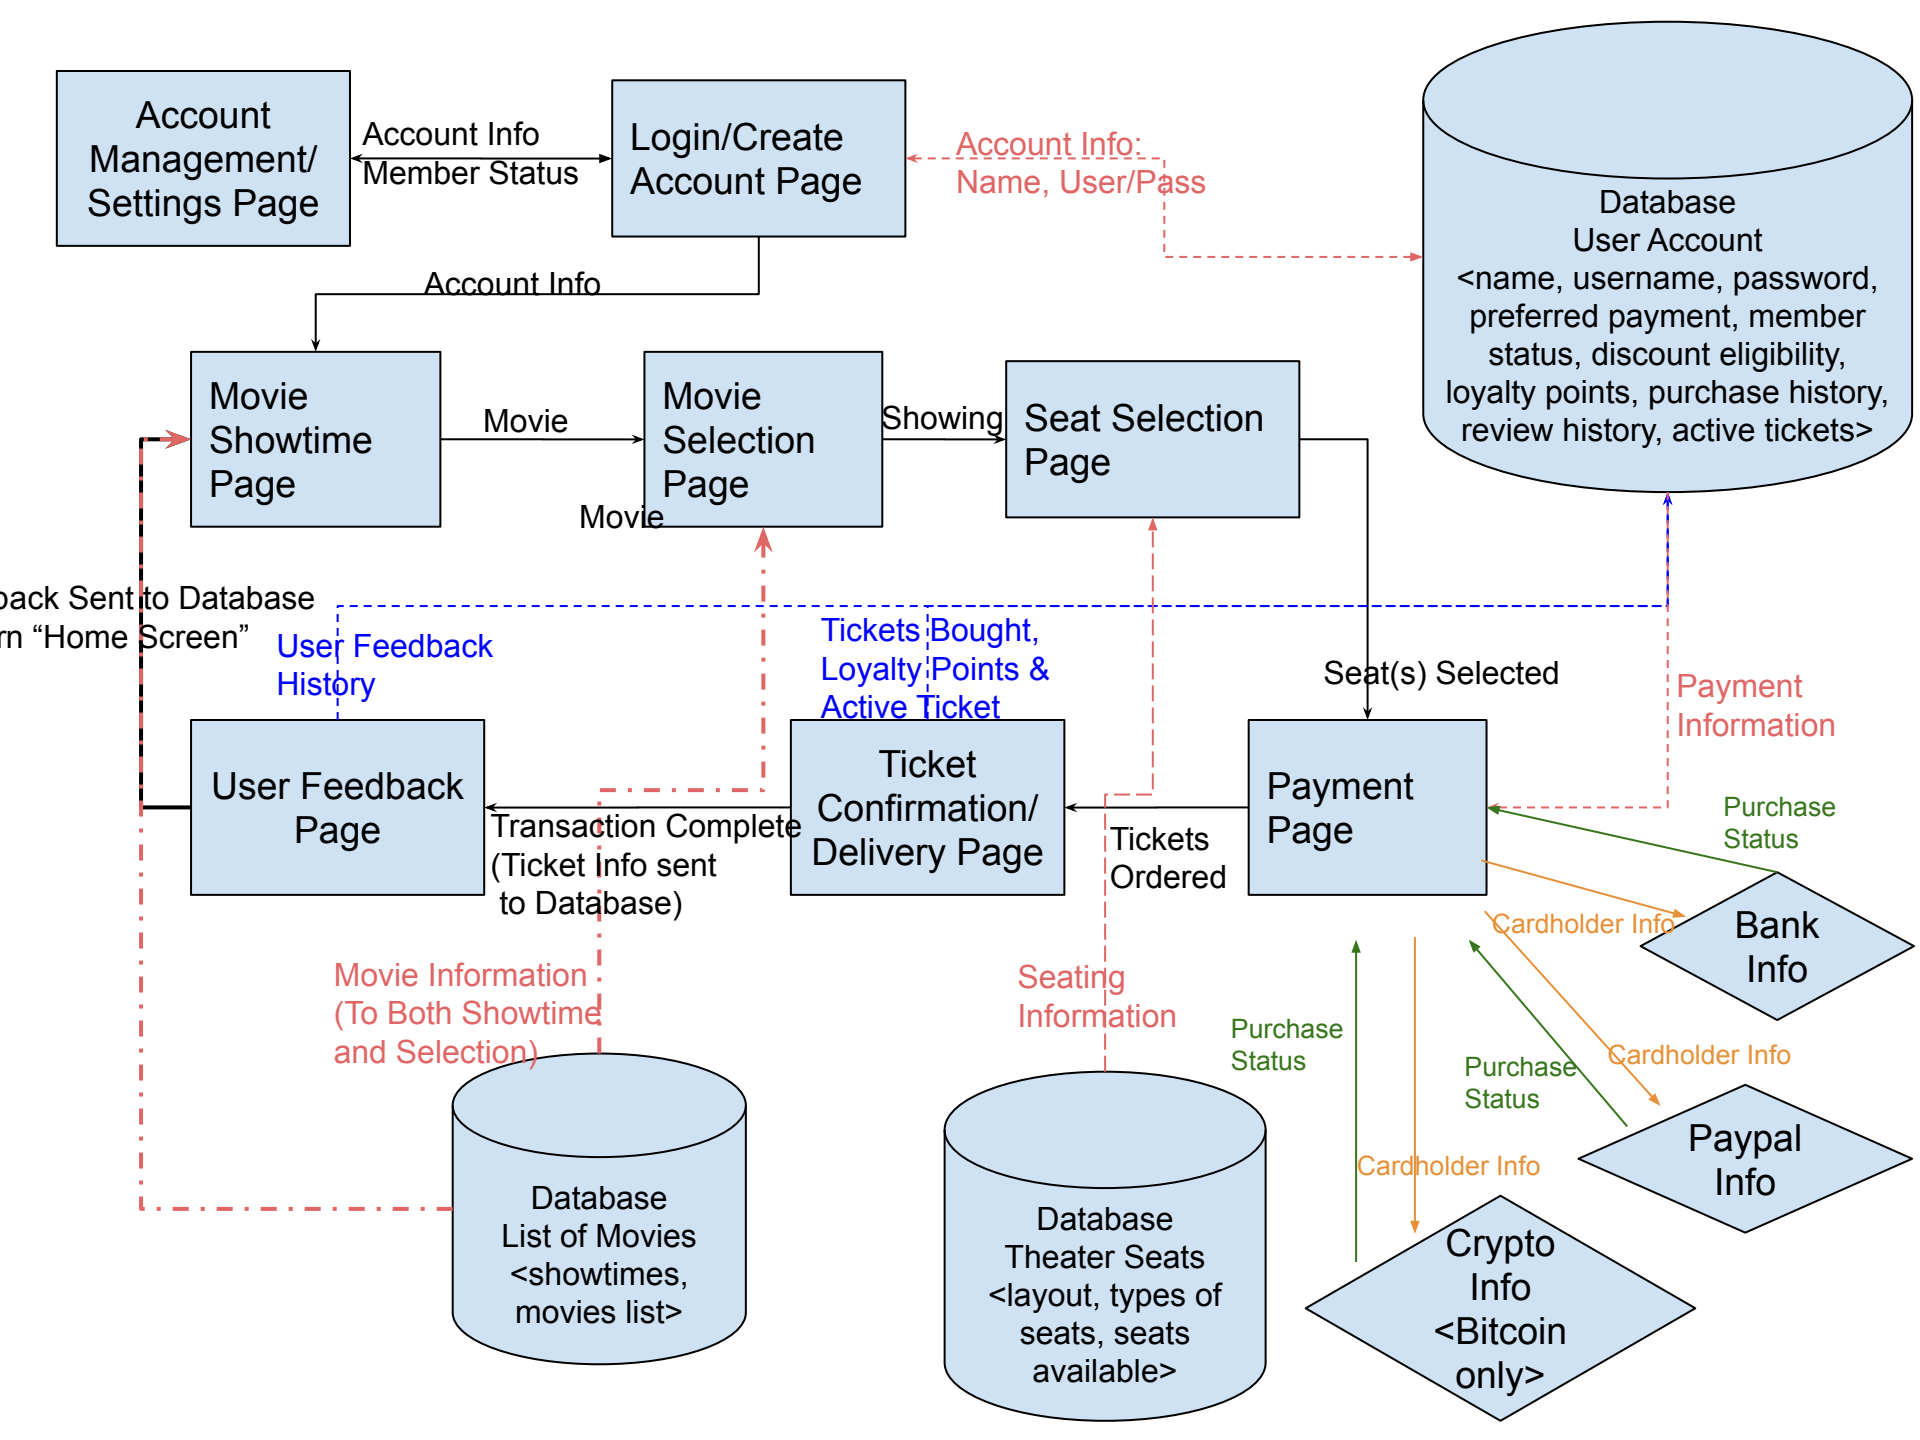 Account
Management/
Settings Page
Account Info
Member Status
Login/Create
Account Page
Account Info:
Name, User/Pass
Database
User Account
<name, username, password,
preferred payment, member
status, discount eligibility,
loyalty points, purchase history,
review history, active tickets>
Account Info
Movie
Showtime
Page
Movie
Movie
Selection
Page
Movie
Showing
Seat Selection
Page
Sent to Database
“Home Screen”
User Feedback
History
Tickets Bought,
Loyalty Points &
Active Ticket
Seat(s) Selected
Payment
Information
User Feedback
Page
Transaction Complete
(Ticket Info sent
to Database)
Ticket
Confirmation/
Delivery Page
Tickets
Ordered
Payment
Page
Purchase
Status
Cardholder Info
Bank
Info
Movie Information
(To Both Showtime
and Selection)
Seating
Information
Purchase
Status
Purchase
Status
Cardholder Info
Cardholder Info
Paypal
Info
Database
List of Movies
<showtimes,
movies list>
Database
Theater Seats
<layout, types of
seats, seats
available>
Crypto
Info
<Bitcoin
only>